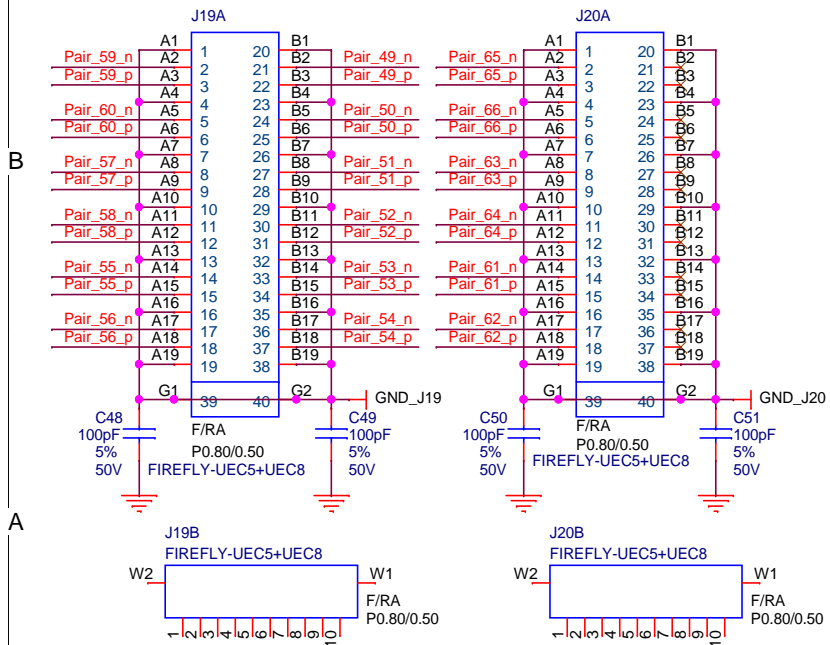 J19A
A1 1 20 B1
Pair_59_n A2 2 21 B2 Pair_49_n
Pair_59_p A3 3 22 B3 Pair_49_p
A4 4 23 B4
Pair_60_n A5 5 24 B5 Pair_50_n
Pair_60_p A6 6 25 B6 Pair_50_p
A7 7 26 B7
Pair_57_n A8 8 27 B8 Pair_51_n
Pair_57_p A9 9 28 B9 Pair_51_p
A10 10 29 B10
Pair_58_n A11 11 30 B11 Pair_52_n
Pair_58_p A12 12 31 B12 Pair_52_p
A13 13 32 B13
Pair_55_n A14 14 33 B14 Pair_53_n
Pair_55_p A15 15 34 B15 Pair_53_p
A16 16 35 B16
Pair_56_n A17 17 36 B17 Pair_54_n
Pair_56_p A18 18 37 B18 Pair_54_p
A19 19 38 B19
G1 39 40 G2 GND_J19
C48
100pF
5%
50V
F/RA
P0.80/0.50
FIREFLY-UEC5+UEC8
C49
100pF
5%
50V
J20A
A1 1 20 B1
Pair_65_n A2 2 21 B2
Pair_65_p A3 3 22 B3
A4 4 23 B4
Pair_66_n A5 5 24 B5
Pair_66_p A6 6 25 B6
A7 7 26 B7
Pair_63_n A8 8 27 B8
Pair_63_p A9 9 28 B9
A10 10 29 B10
Pair_64_n A11 11 30 B11
Pair_64_p A12 12 31 B12
A13 13 32 B13
Pair_61_n A14 14 33 B14
Pair_61_p A15 15 34 B15
A16 16 35 B16
Pair_62_n A17 17 36 B17
Pair_62_p A18 18 37 B18
A19 19 38 B19
G1 39 40 G2 GND_J20
C50
100pF
5%
50V
F/RA
P0.80/0.50
FIREFLY-UEC5+UEC8
C51
100pF
5%
50V
B
A
J19B
FIREFLY-UEC5+UEC8
W2 W1
F/RA
P0.80/0.50
1 2 3 4 5 6 7 8 9 10
J20B
FIREFLY-UEC5+UEC8
W2 W1
F/RA
P0.80/0.50
1 2 3 4 5 6 7 8 9 10